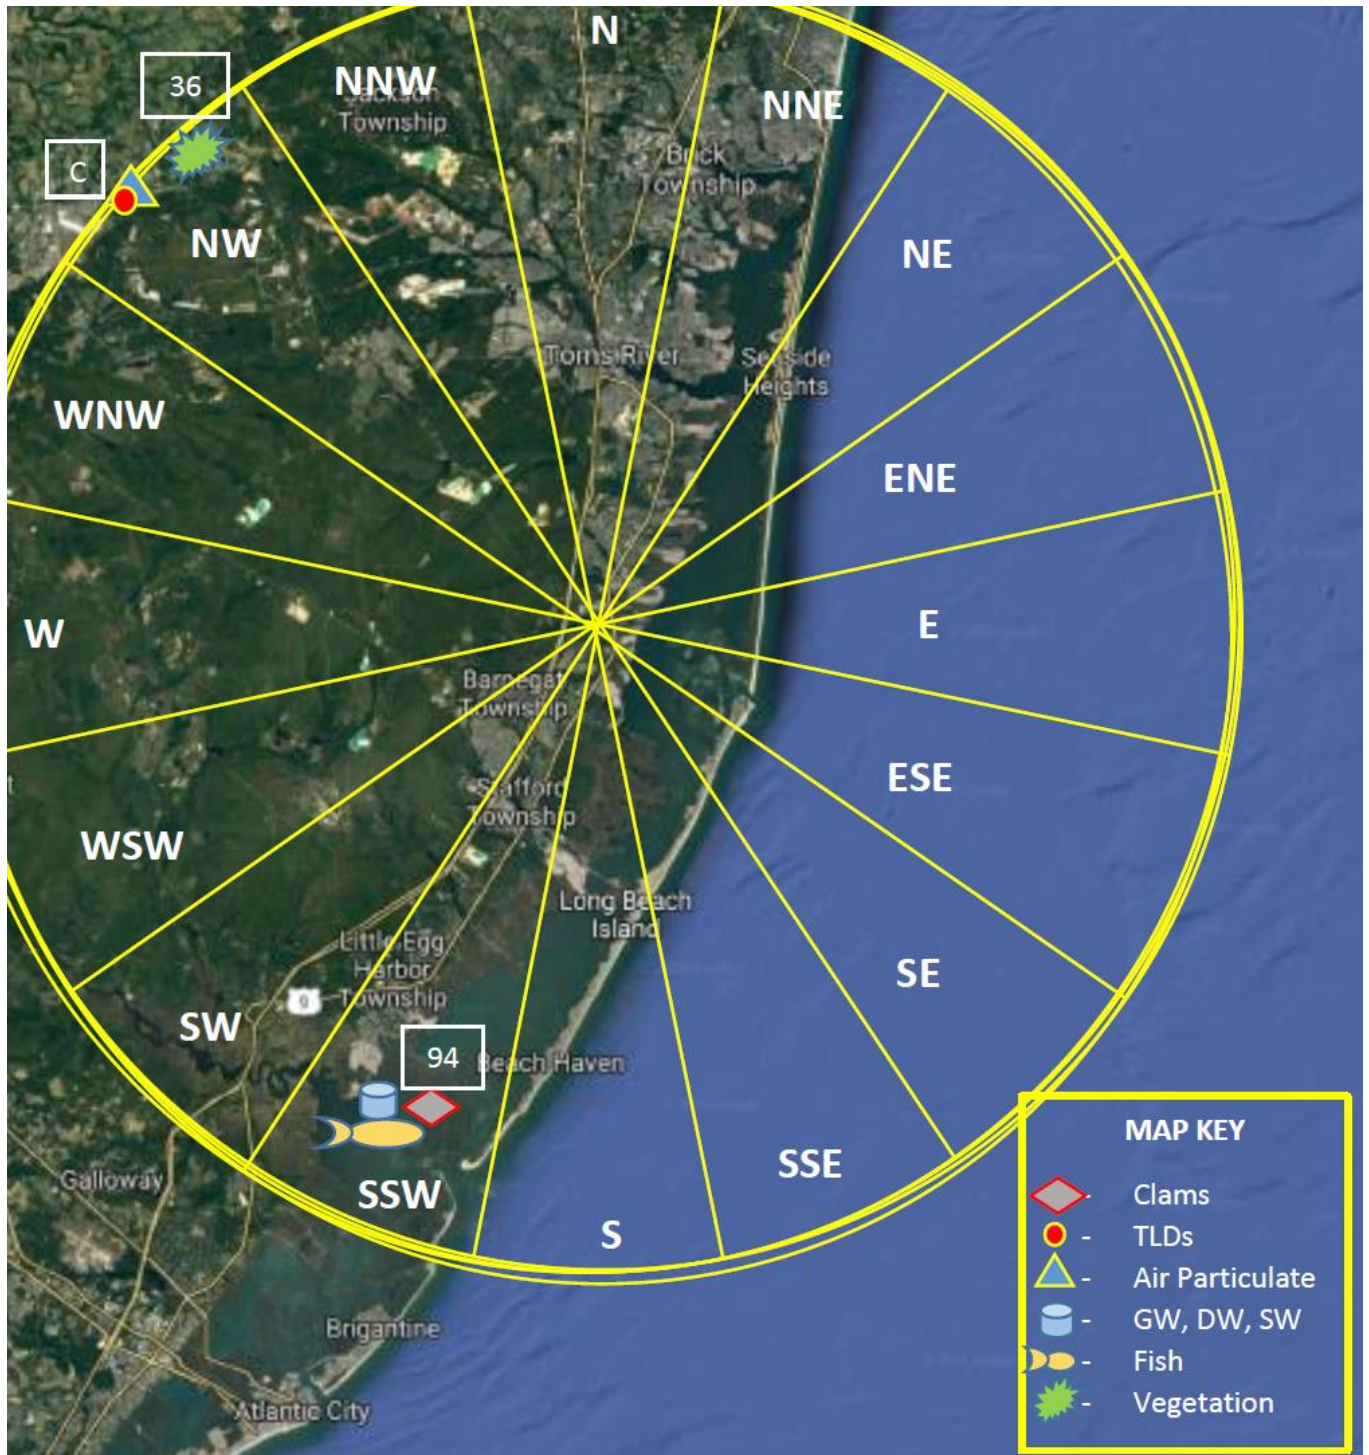 N
NNW
36
Jackson
Township
NNE
Brick
Township
C
NW
NE
Toms River
Seaside
Heights
WNW
ENE
W
E
Barnegat
Township
ESE
Stafford
Township
WSW
Long Beach
Island
Little Egg
Harbor
Township
SE
9
SW
94
Beach Haven
MAP KEY
SSE
Galloway
SSW
- Clams
S
- TLDs
- Air Particulate
- GW, DW, SW
Brigantine
- Fish
- Vegetation
Atlantic City